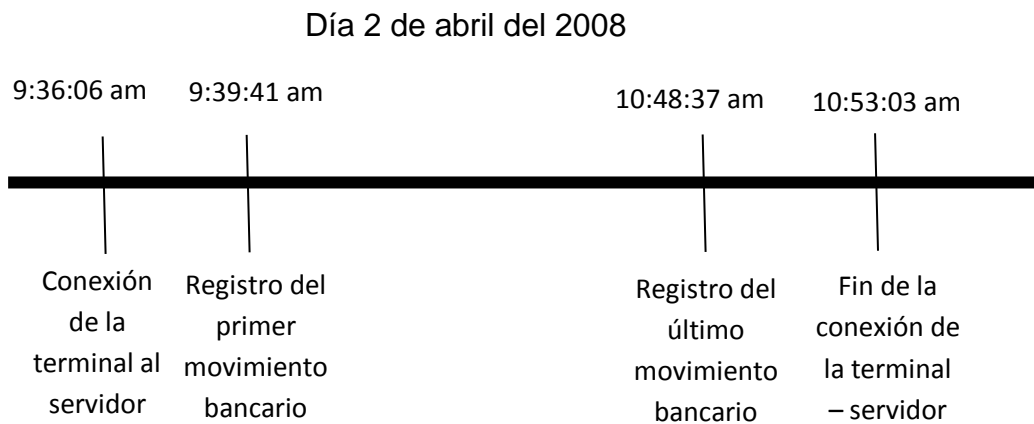 Día 2 de abril del 2008
9:36:06 am
9:39:41 am
10:48:37 am
10:53:03 am
Conexión
de la
terminal al
servidor
Registro del
primer
movimiento
bancario
Registro del
último
movimiento
bancario
Fin de la
conexión de
la terminal
– servidor